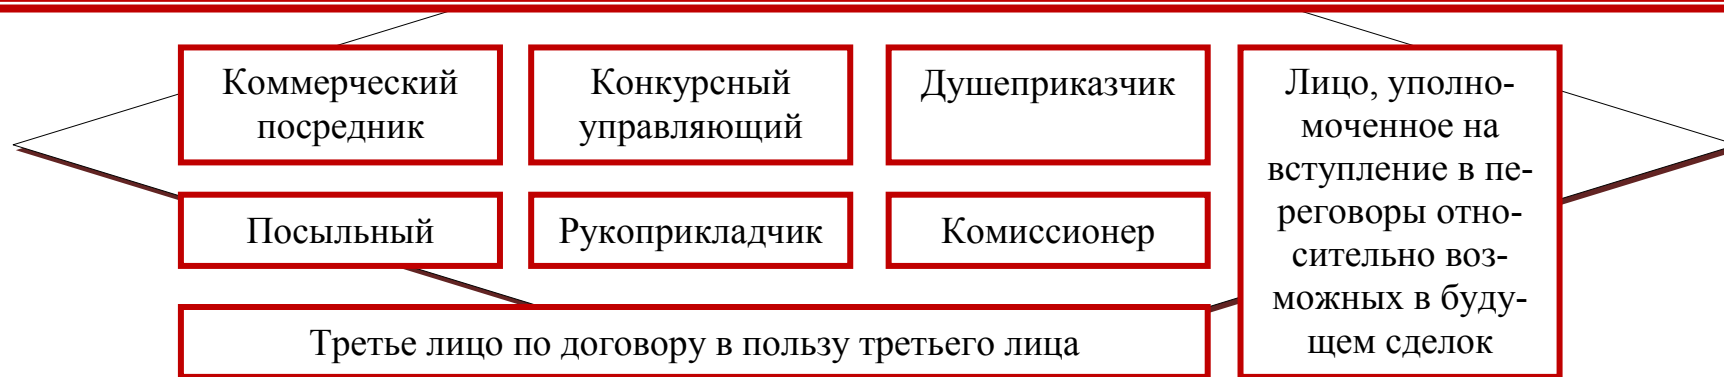 Коммерческий
посредник
Конкурсный
управляющий
Душеприказчик
Лицо, уполно-
моченное на
вступление в пе-
реговоры отно-
сительно воз-
можных в буду-
щем сделок
Посыльный
Рукоприкладчик
Комиссионер
Третье лицо по договору в пользу третьего лица